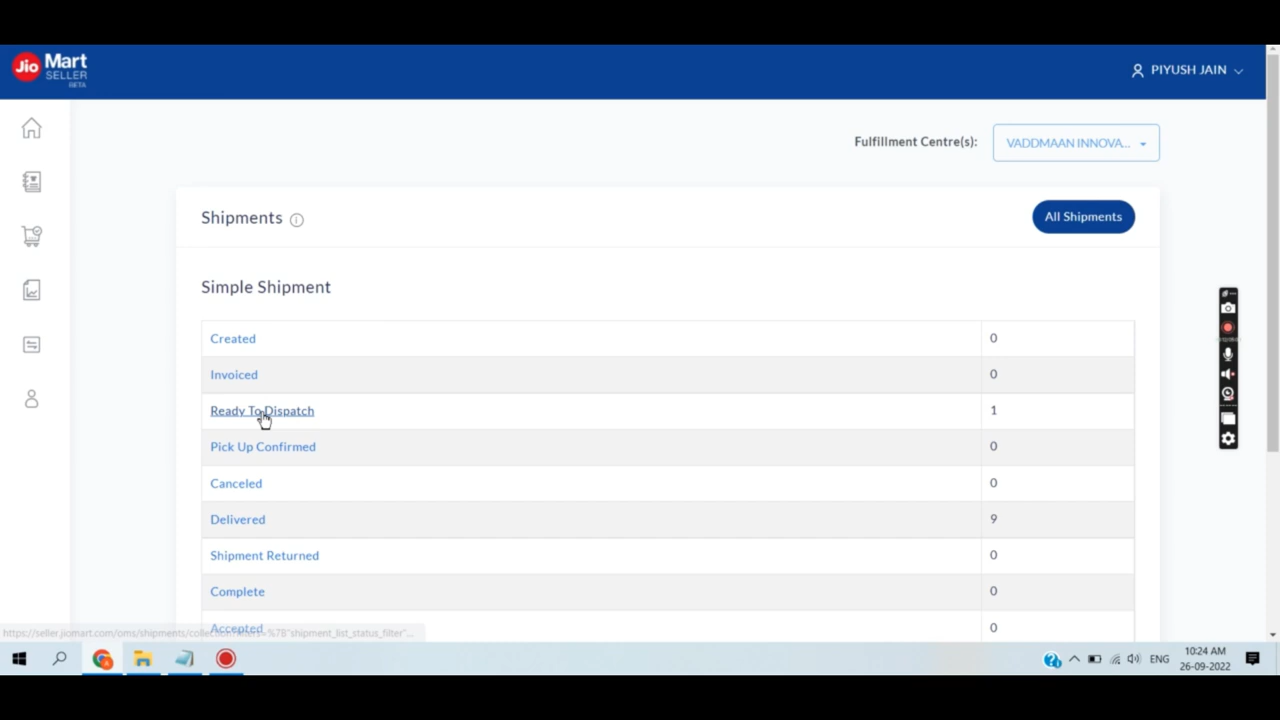 Jio Mart
SELLER
BETA
PIYUSH JAIN
Fulfillment Centre(s):
VADDMAAN INNOVA...
Shipments
All Shipments
Simple Shipment
Created 0
Invoiced 0
Ready To Dispatch 1
Pick Up Confirmed 0
Canceled 0
Delivered 9
Shipment Returned 0
Complete 0
Accepted 0
ENG
10:24 AM
26-09-2022